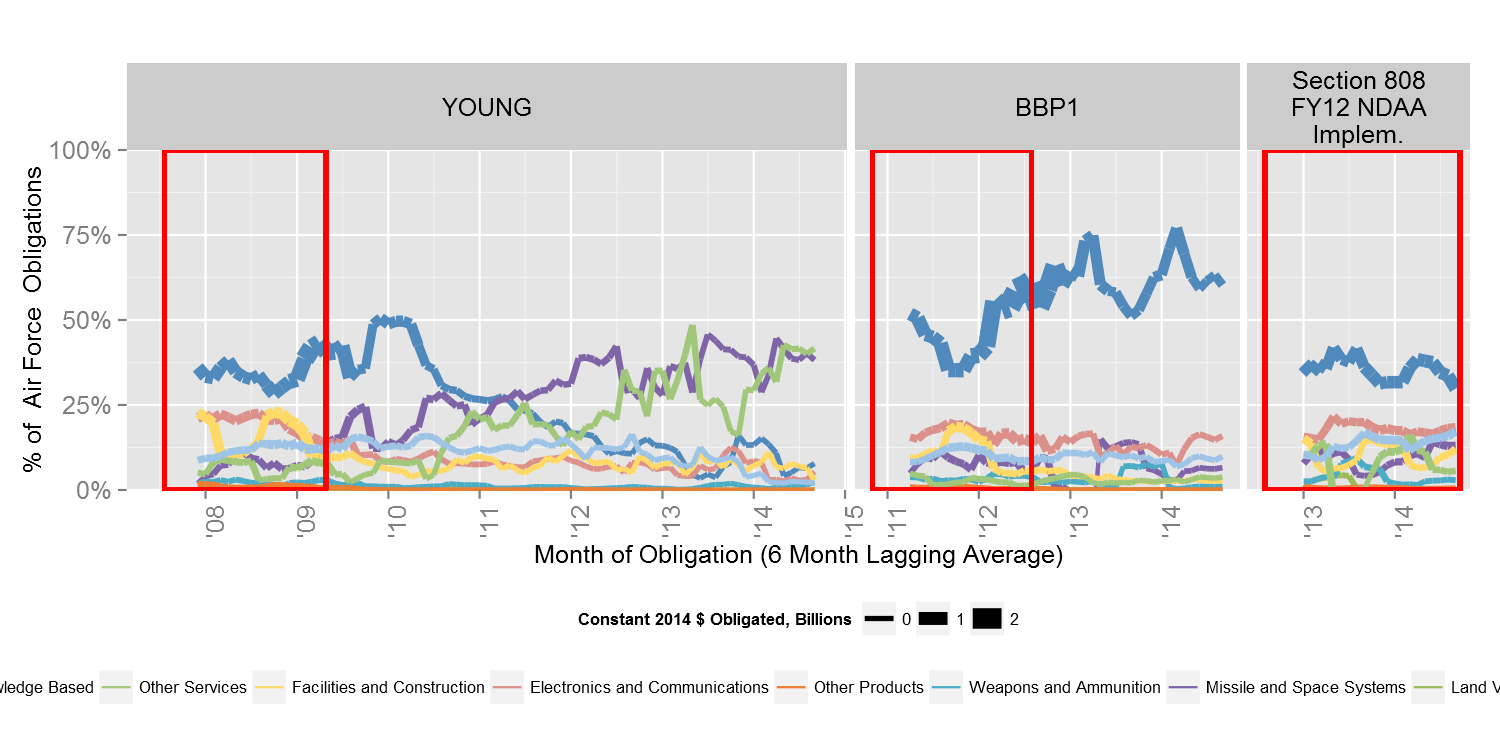 YOUNG
BBP1
Section 808
FY12 NDAA
Implem.
% of Air Force Obligations
100%
75%
50%
25%
0%
'08
'09
'10
'11
'12
'13
'14
'15
'11
'12
'13
'14
'13
'14
Month of Obligation (6 Month Lagging Average)
Constant 2014 $ Obligated, Billions 0 1 2
wledge Based Other Services Facilities and Construction Electronics and Communications Other Products Weapons and Ammunition Missile and Space Systems Land V